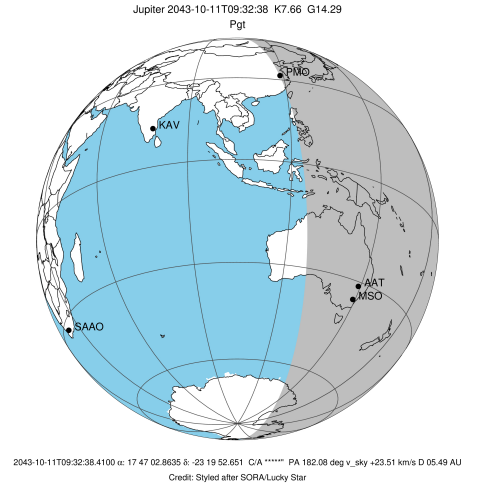 Jupiter 2043-10-11T09:32:38 K7.66 G14.29
Pgt
PMO
KAV
AAT
MSO
SAAO
2043-10-11T09:32:38.4100 α: 17 47 02.8635 δ: -23 19 52.651 C/A *****" PA 182.08 deg v_sky +23.51 km/s D 05.49 AU
Credit: Styled after SORA/Lucky Star